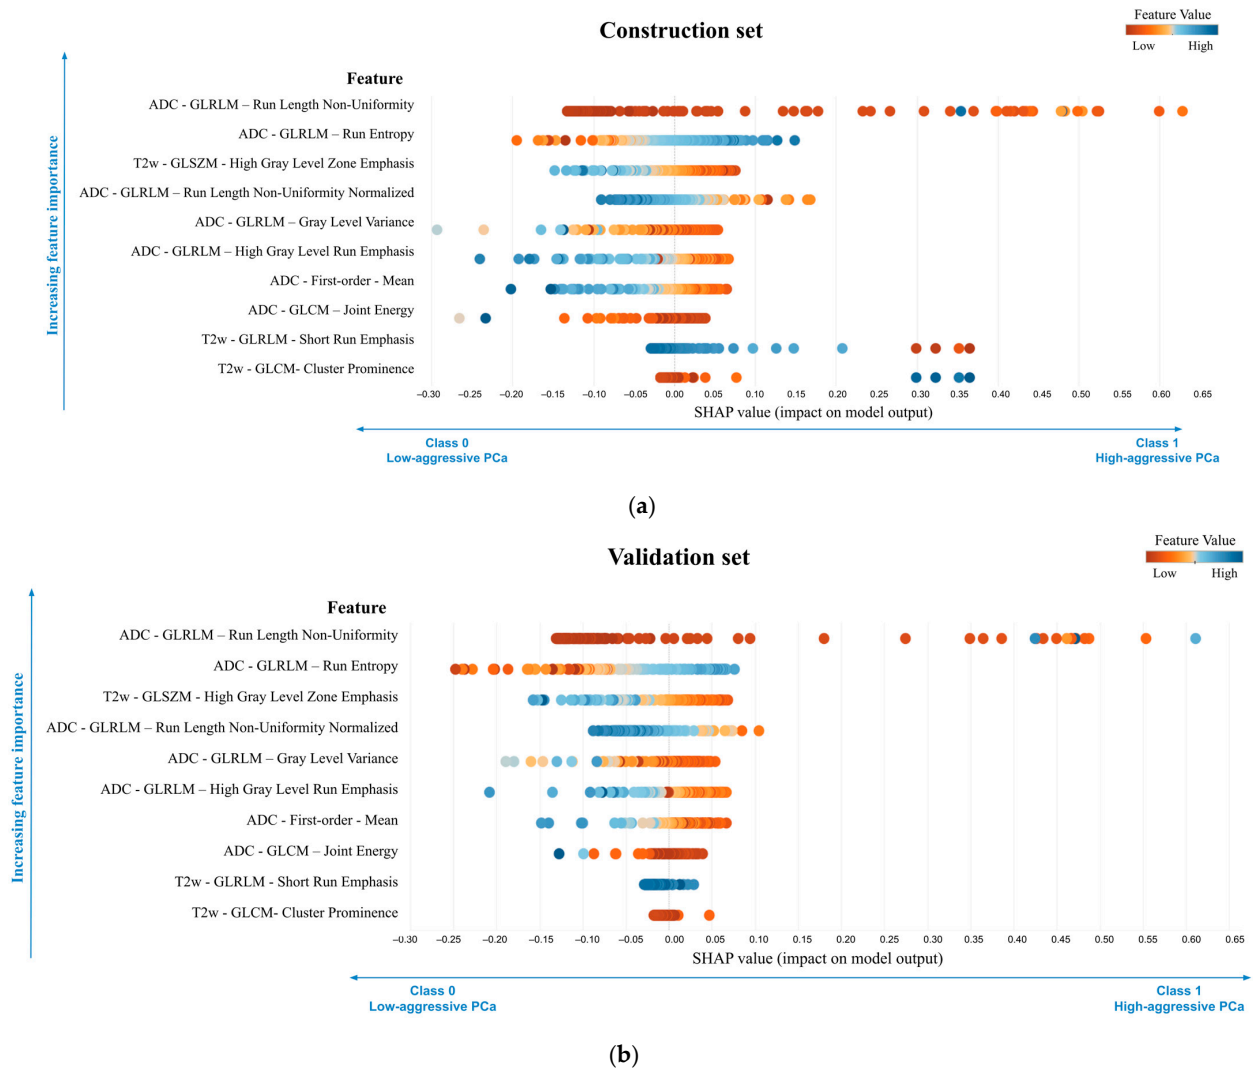 (a)
Construction set
Feature Value
Low High
Feature
ADC - GLRLM – Run Length Non-Uniformity
ADC - GLRLM – Run Entropy
T2w - GLSZM - High Gray Level Zone Emphasis
ADC - GLRLM – Run Length Non-Uniformity Normalized
ADC - GLRLM – Gray Level Variance
ADC - GLRLM – High Gray Level Run Emphasis
ADC - First-order - Mean
ADC - GLCM – Joint Energy
T2w - GLRLM - Short Run Emphasis
T2w - GLCM- Cluster Prominence
Increasing feature importance
−0.30 −0.25 −0.20 −0.15 −0.10 −0.05 0.00 0.05 0.10 0.15 0.20 0.25 0.30 0.35 0.40 0.45 0.50 0.55 0.60 0.65
SHAP value (impact on model output)
Class 0 Class 1
Low-aggressive PCa High-aggressive PCa
(a)
Validation set
Feature Value
Low High
Feature
ADC - GLRLM – Run Length Non-Uniformity
ADC - GLRLM – Run Entropy
T2w - GLSZM - High Gray Level Zone Emphasis
ADC - GLRLM – Run Length Non-Uniformity Normalized
ADC - GLRLM – Gray Level Variance
ADC - GLRLM – High Gray Level Run Emphasis
ADC - First-order - Mean
ADC - GLCM – Joint Energy
T2w - GLRLM - Short Run Emphasis
T2w - GLCM- Cluster Prominence
Increasing feature importance
−0.30 −0.25 −0.20 −0.15 −0.10 −0.05 0.00 0.05 0.10 0.15 0.20 0.25 0.30 0.35 0.40 0.45 0.50 0.55 0.60 0.65
SHAP value (impact on model output)
Class 0 Class 1
Low-aggressive PCa High-aggressive PCa
(b)